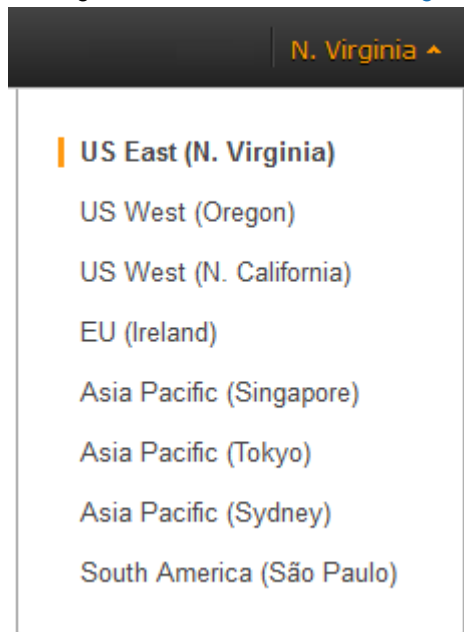 N. Virginia
US East (N. Virginia)
US West (Oregon)
US West (N. California)
EU (Ireland)
Asia Pacific (Singapore)
Asia Pacific (Tokyo)
Asia Pacific (Sydney)
South America (São Paulo)